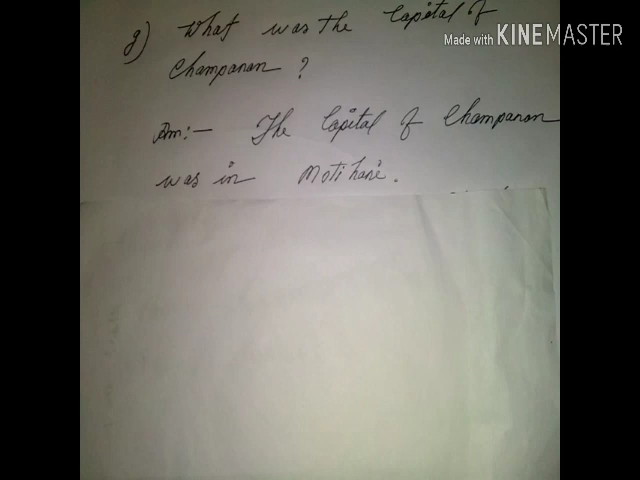 g) What was the Capital of
Made with KINEMASTER
Champaran ?
Ans:- The Capital of Champaran
was in Motihari.